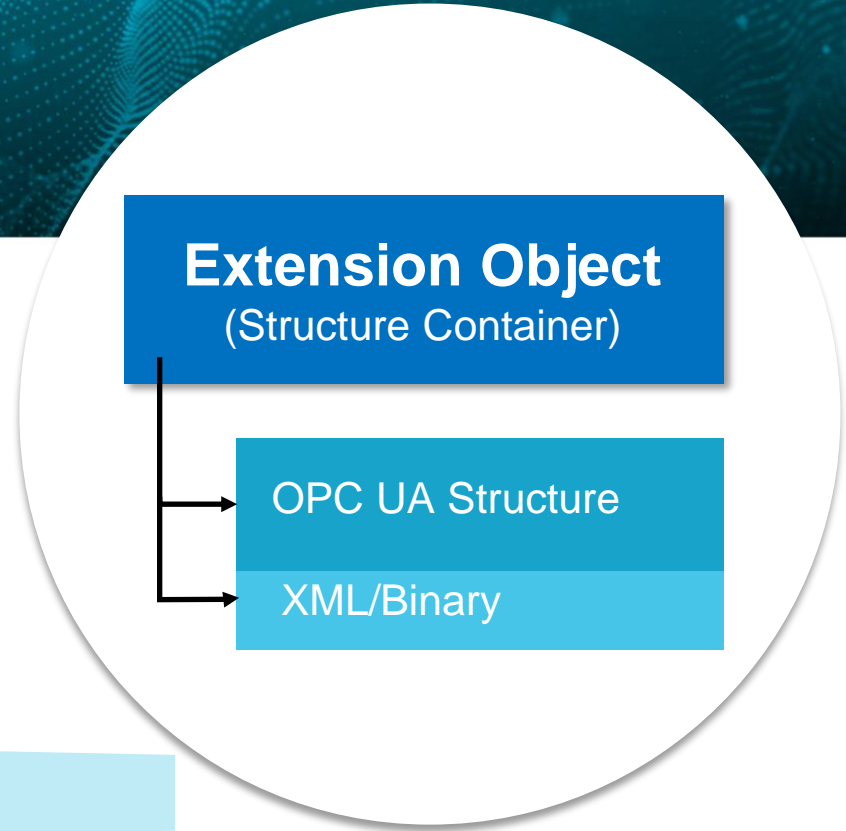 Extension Object
(Structure Container)
OPC UA Structure
XML/Binary